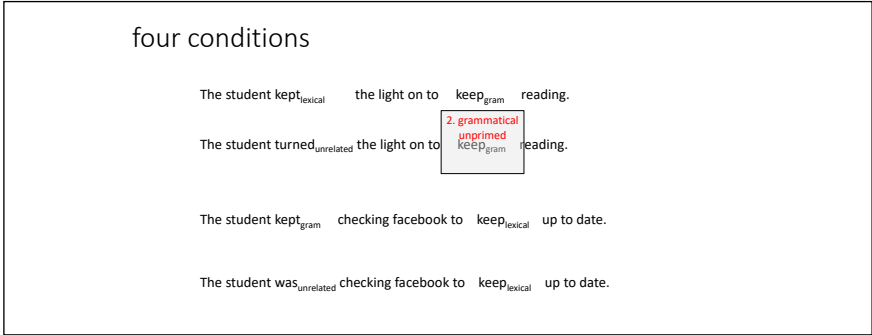 four conditions
The student kept lexical the light on to keep gram reading.
2. grammatical
unprimed
The student turned unrelated the light on to keep gram reading.
The student kept gram checking facebook to keep lexical up to date.
The student was unrelated checking facebook to keep lexical up to date.